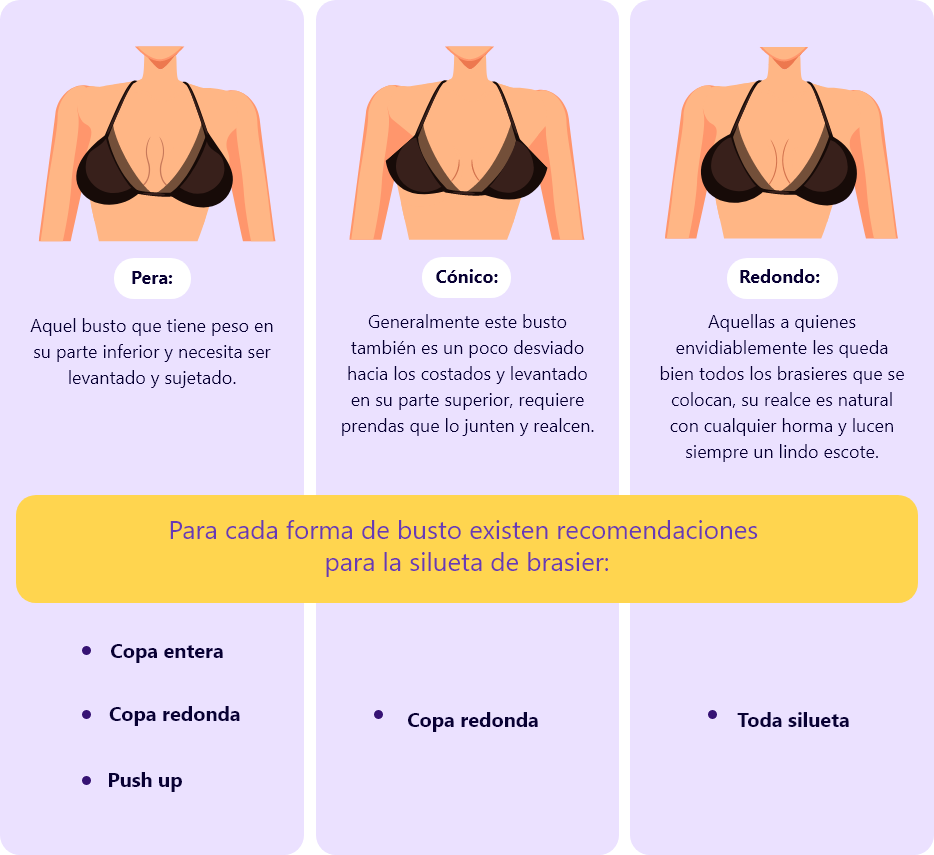 Pera:
Aquel busto que tiene peso en
su parte inferior y necesita ser
levantado y sujetado.
Cónico:
Generalmente este busto
también es un poco desviado
hacia los costados y levantado
en su parte superior, requiere
prendas que lo junten y realcen.
Redondo:
Aquellas a quienes
envidiablemente les queda
bien todos los brasieres que se
colocan, su realce es natural
con cualquier horma y lucen
siempre un lindo escote.
Para cada forma de busto existen recomendaciones
para la silueta de brasier:
Copa entera
Copa redonda
Push up
Copa redonda
Toda silueta